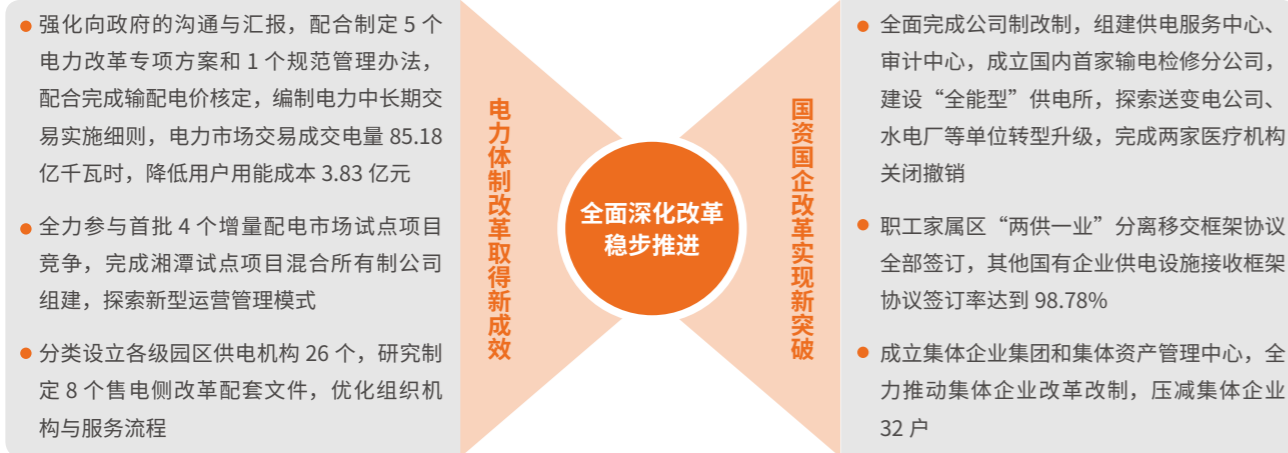 强化向政府的沟通与汇报，配合制定 5 个
电力改革专项方案和 1 个规范管理办法，
配合完成输配电价核定，编制电力中长期交
易实施细则，电力市场交易成交电量 85.18
亿千瓦时，降低用户用能成本 3.83 亿元
全力参与首批 4 个增量配电市场试点项目
竞争，完成湘潭试点项目混合所有制公司
组建，探索新型运营管理模式
分类设立各级园区供电机构 26 个，研究制
定 8 个售电侧改革配套文件，优化组织机
构与服务流程
电力体制改革取得新成效
全面深化改革
稳步推进
国资国企改革实现新突破
全面完成公司制改制，组建供电服务中心、
审计中心，成立国内首家输电检修分公司，
建设“全能型”供电所，探索送变电公司、
水电厂等单位转型升级，完成两家医疗机构
关闭撤销
职工家属区“两供一业”分离移交框架协议
全部签订，其他国有企业供电设施接收框架
协议签订率达到 98.78%
成立集体企业集团和集体资产管理中心，全
力推动集体企业改革改制，压减集体企业
32 户